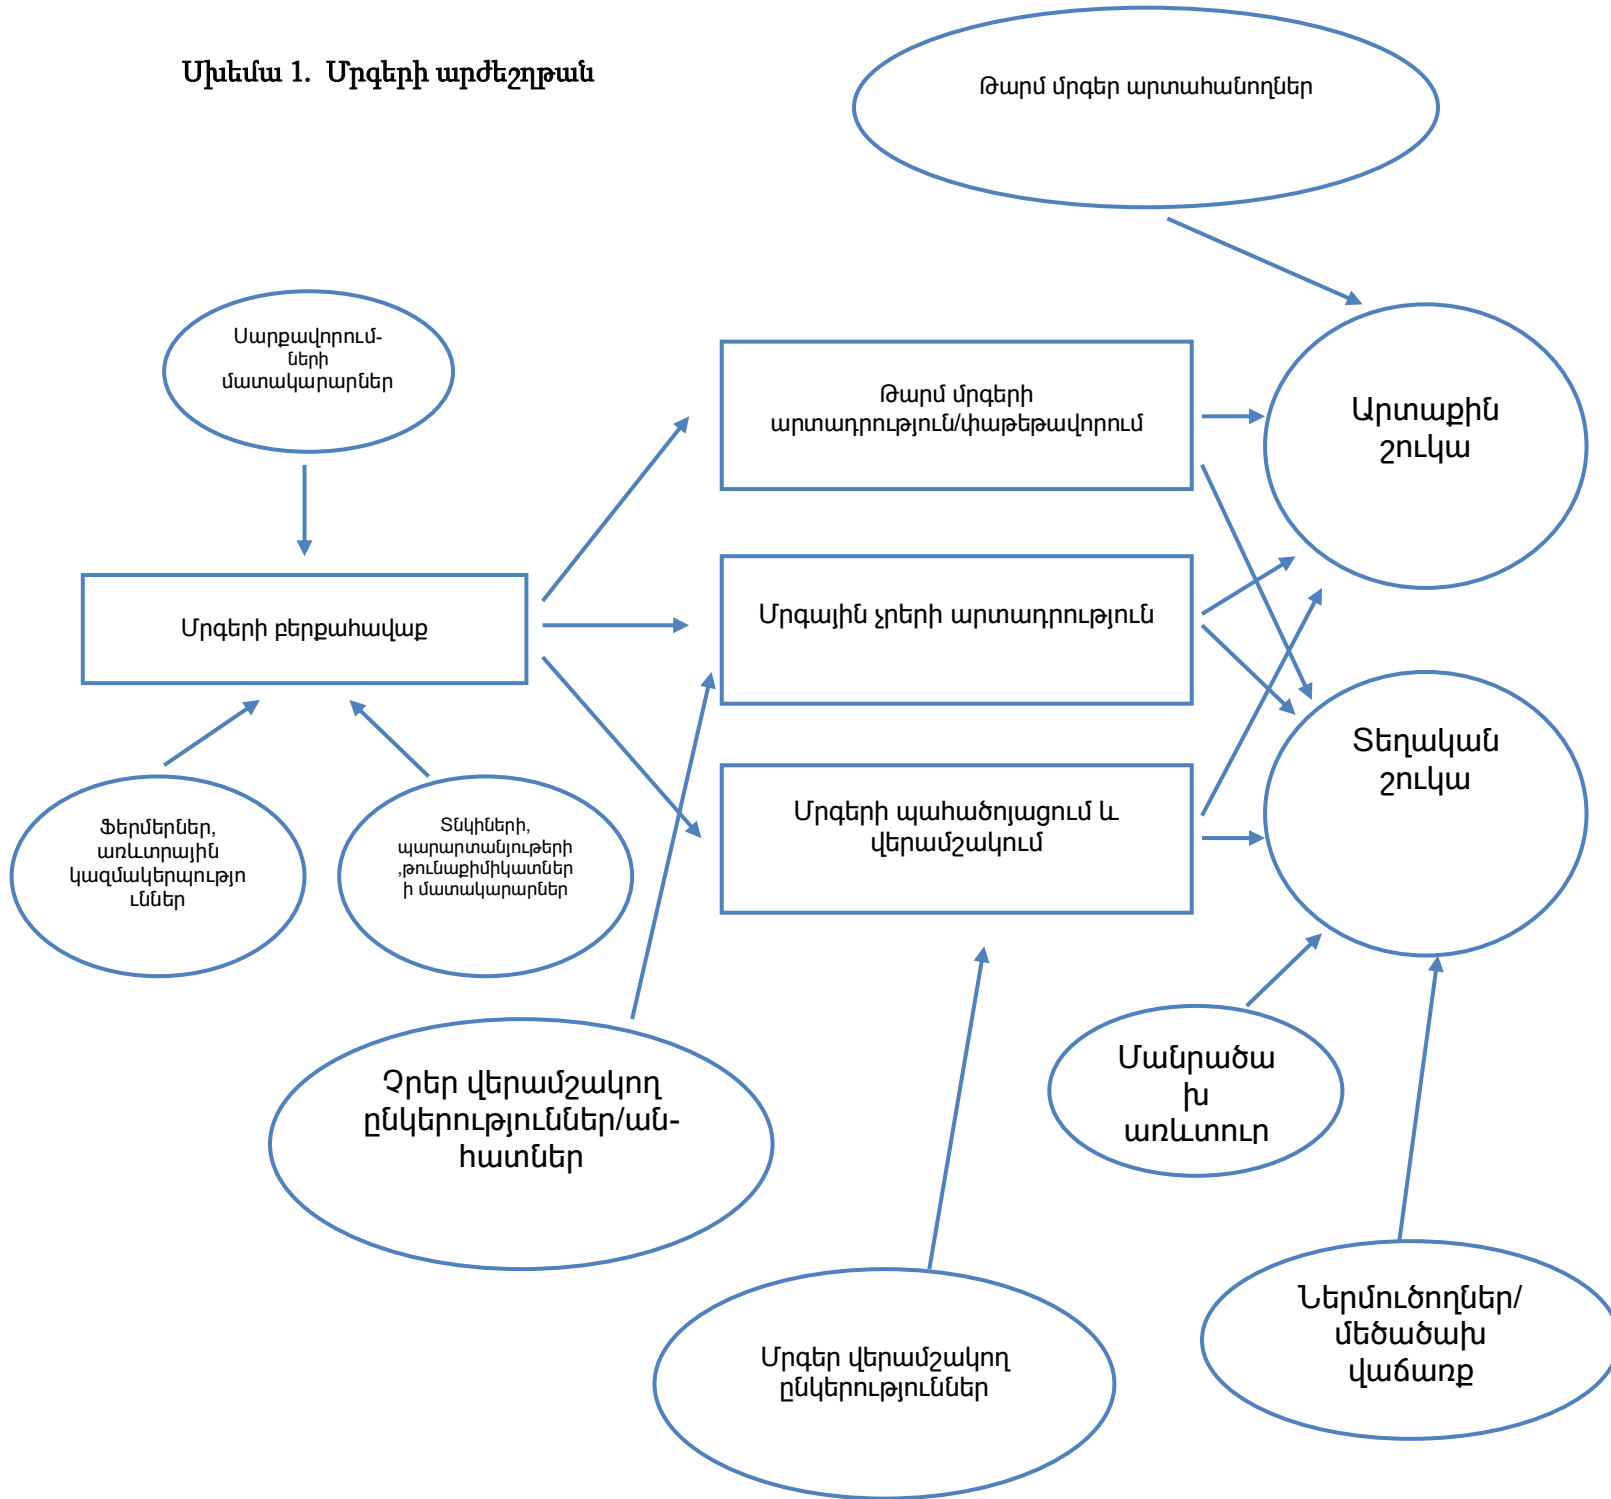 Սխեմա 1.  Մրգերի արժեշղթան
Թարմ մրգեր արտահանողներ
Սարքավորում-
ների
մատակարարներ
Թարմ մրգերի
արտադրություն/փաթեթավորում
Արտաքին
շուկա
Մրգերի բերքահավաք
Մրգային չրերի արտադրություն
Տեղական
շուկա
Մրգերի պահածոյացում և
վերամշակում
Ֆերմերներ,
առևտրային
կազմակերպությո
ւններ
Տնկիների,
պարարտանյութերի
,թունաքիմիկատներ
ի մատակարարներ
Չրեր վերամշակող
ընկերություններ/ան-
հատներ
Մանրածա
խ
առևտուր
Մրգեր վերամշակող
ընկերություններ
Ներմուծողներ/
մեծածախ
վաճառք